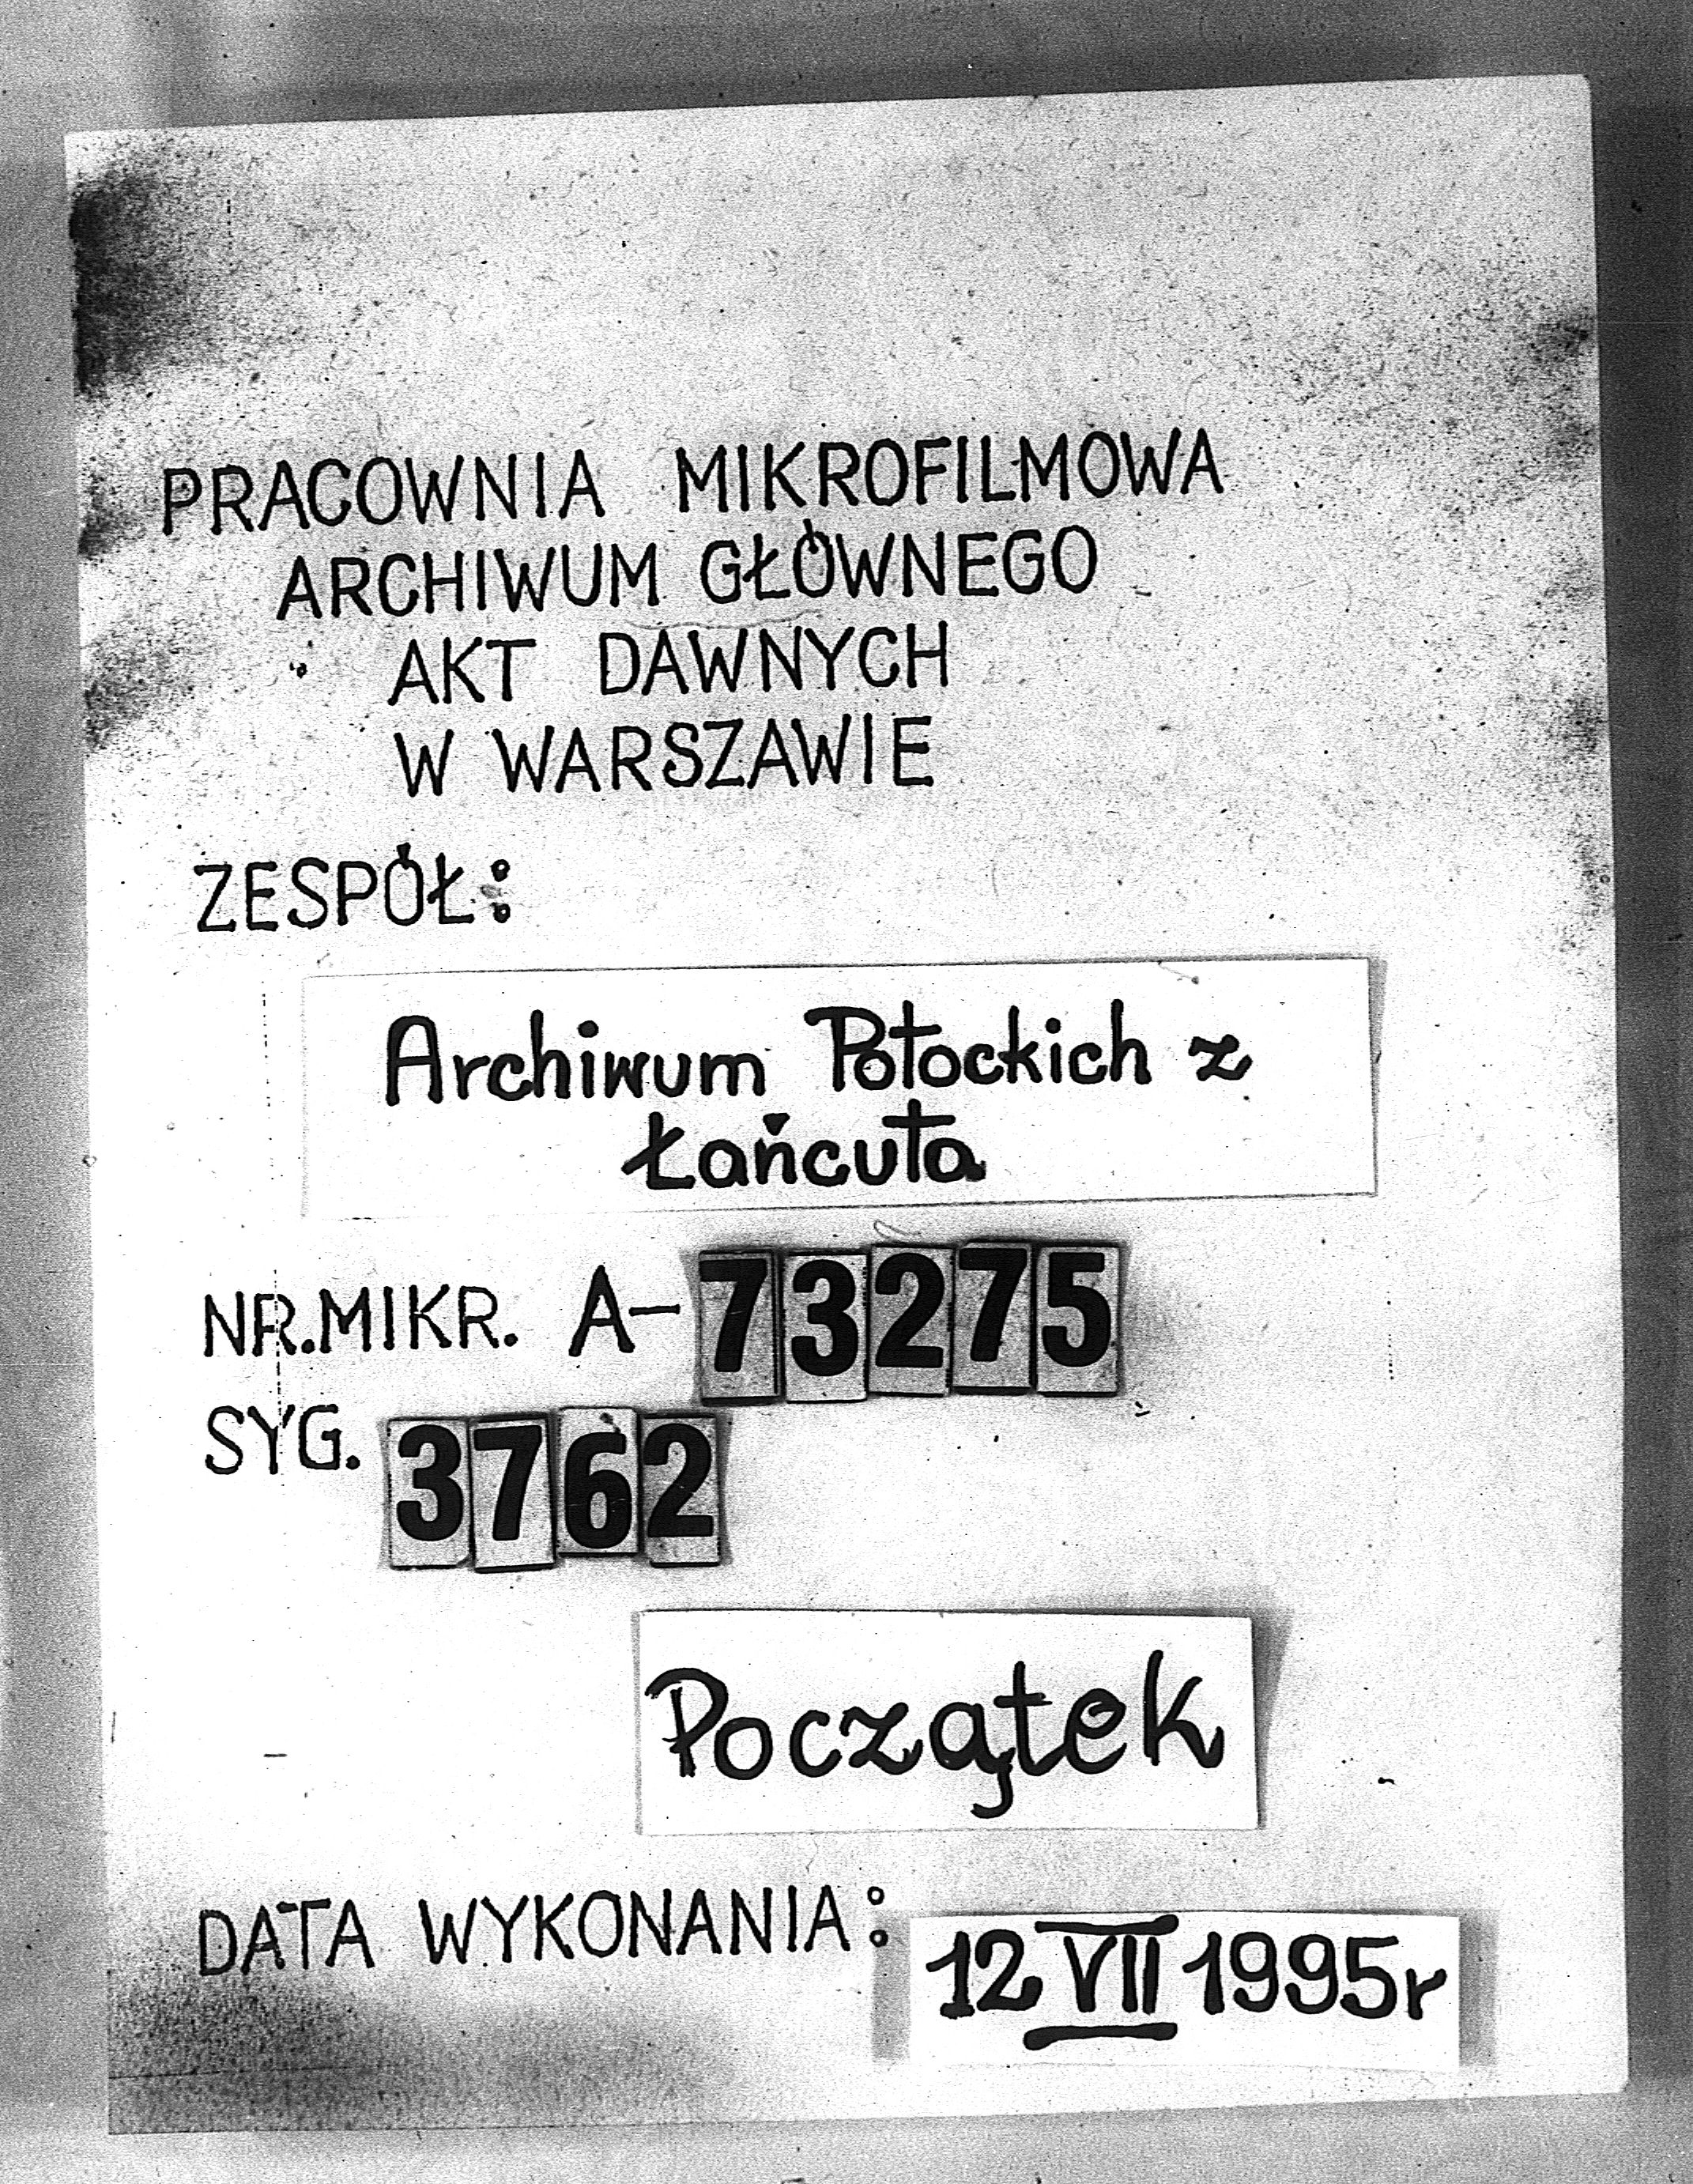 PRACOWNIA MIKROFILMOWA
ARCHIWUM GŁÓWNEGO
AKT DAWNYCH
W WARSZAWIE
ZESPÓŁ:
Archiwum Potockich z
Łańcuta
NR.MIKR. A-73275
SYG. 3762
Początek
DATA WYKONANIA: 12 VII 1995r